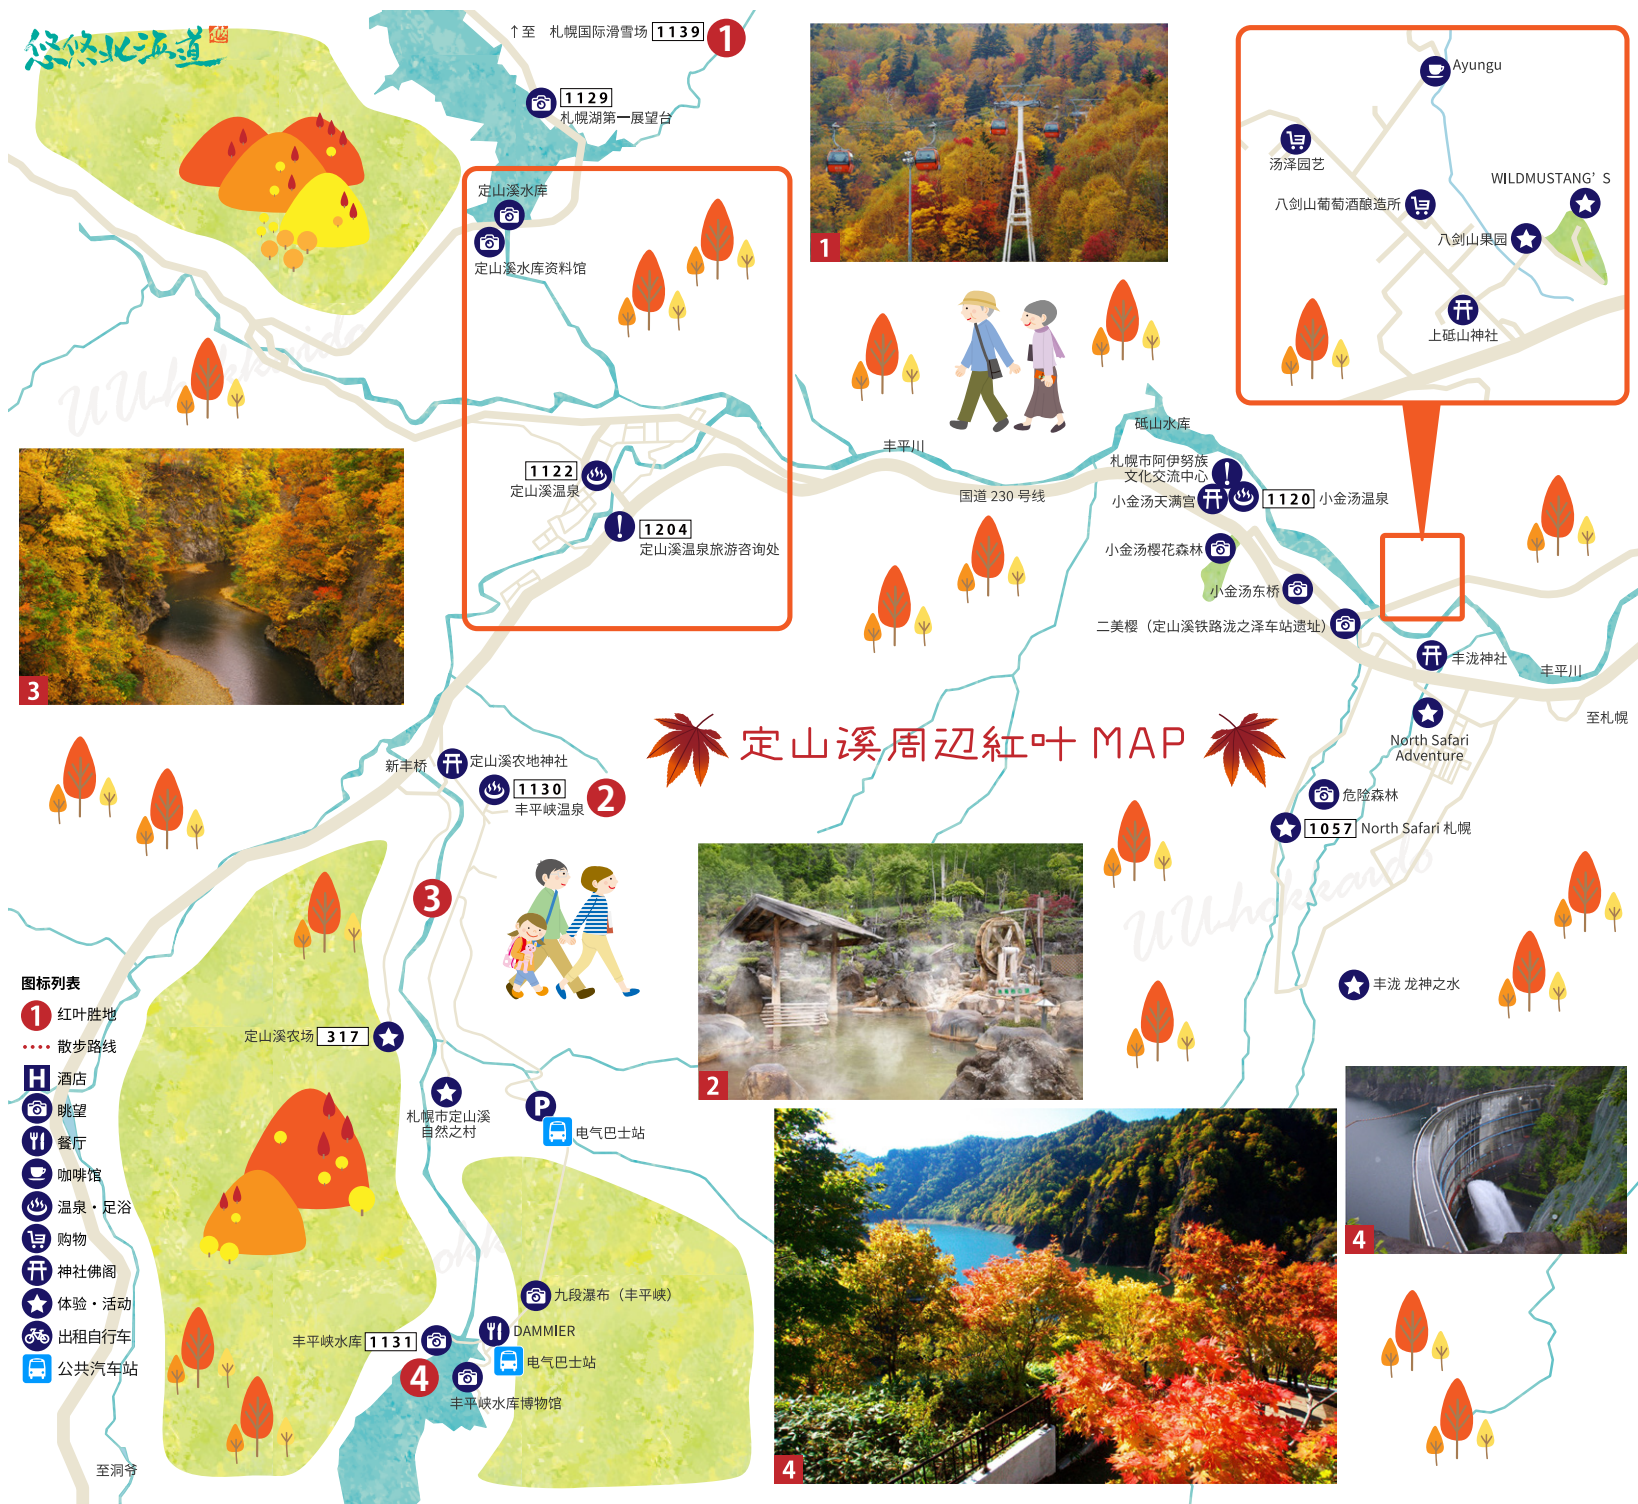 悠悠北海道
↑至 札幌国际滑雪场 1139 1
1129
札幌湖第一展望台
定山溪水库
定山溪水库资料馆
1
Ayungu
汤泽园艺
WILDMUSTANG'S
八剑山葡萄酒酿造所
八剑山果园
上砥山神社
UUhokkaido
砥山水库
丰平川
国道 230 号线
札幌市阿伊努族
文化交流中心
小金汤天满宫
1120 小金汤温泉
小金汤樱花森林
小金汤东桥
二美樱（定山溪铁路泷之泽车站遗址）
丰泷神社
丰平川
至札幌
1122
定山溪温泉
1204
定山溪温泉旅游咨询处
3
定山溪周辺紅叶 MAP
North Safari
Adventure
危险森林
1057 North Safari 札幌
UUhokkaido
丰泷 龙神之水
新丰桥
定山溪农地神社
1130
丰平峡温泉
2
3
2
图标列表
1 红叶胜地
散步路线
H 酒店
眺望
餐厅
咖啡馆
温泉・足浴
购物
神社佛阁
体验・活动
出租自行车
公共汽车站
定山溪农场 317
札幌市定山溪
自然之村
P
电气巴士站
九段瀑布（丰平峡）
DAMMIER
电气巴士站
丰平峡水库 1131
4
丰平峡水库博物馆
至洞爷
4
4